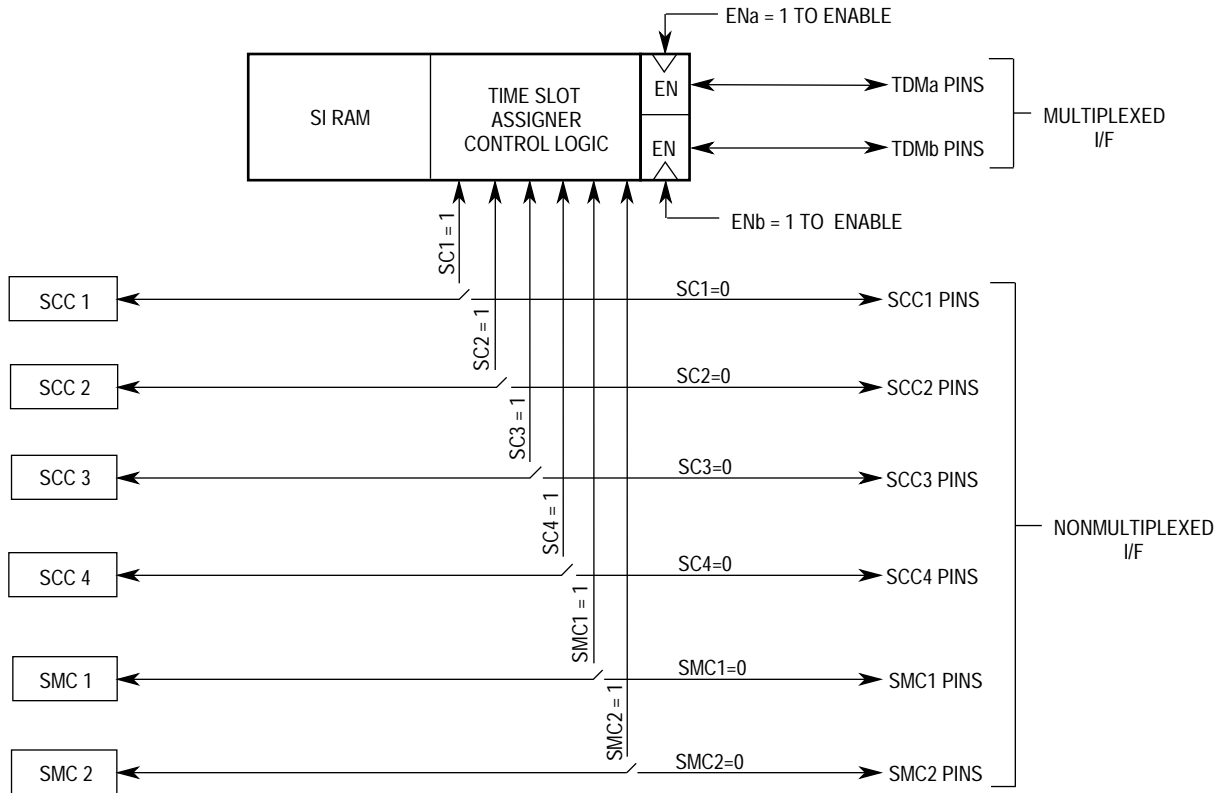 ENa = 1 TO ENABLE
SI RAM
TIME SLOT
ASSIGNER
CONTROL LOGIC
EN
TDMa PINS
EN
TDMb PINS
MULTIPLEXED
I/F
ENb = 1 TO ENABLE
SC1 = 1
SCC 1
SC1=0
SCC1 PINS
SC2 = 1
SCC 2
SC2=0
SCC2 PINS
SC3 = 1
SCC 3
SC3=0
SCC3 PINS
SC4 = 1
NONMULTIPLEXED
I/F
SCC 4
SC4=0
SCC4 PINS
SMC1 = 1
SMC 1
SMC1=0
SMC1 PINS
SMC2 = 1
SMC 2
SMC2=0
SMC2 PINS